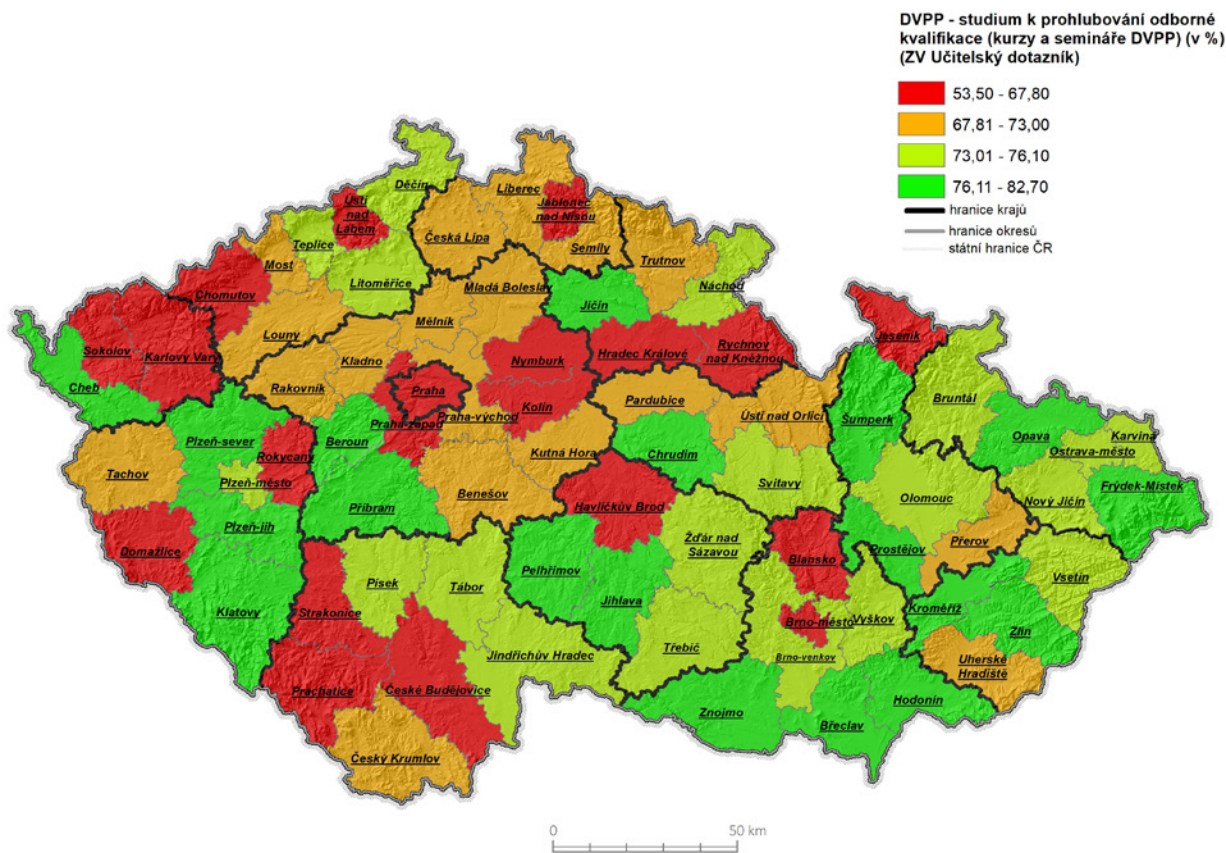 DVPP - studium k prohlubování odborné
kvalifikace (kurzy a semináře DVPP) (v %)
(ZV Učitelský dotazník)
53,50 - 67,80
67,81 - 73,00
73,01 - 76,10
76,11 - 82,70
hranice krajů
hranice okresů
státní hranice ČR
Děčín
Ústí
nad
Labem
Liberec
Jablonec
nad Nisou
Teplice
Česká Lípa
Semily
Most
Trutnov
Litoměřice
Chomutov
Mladá Boleslav
Náchod
Jičín
Mělník
Louny
Sokolov
Karlovy Vary
Kladno
Nymburk
Hradec Králové
Rychnov
nad Kněžnou
Jeseník
Cheb
Rakovník
Praha
Kolín
Pardubice
Ústí nad Orlicí
Šumperk
Bruntál
Praha-západ
Praha-východ
Plzeň-sever
Beroun
Opava
Karviná
Ostrava-město
Rokycany
Kutná Hora
Chrudim
Tachov
Plzeň-město
Svitavy
Frýdek-Místek
Benešov
Olomouc
Nový Jičín
Příbram
Havlíčkův Brod
Plzeň-jih
Žďár nad
Sázavou
Prostějov
Přerov
Domažlice
Blansko
Písek
Tábor
Pelhřimov
Vsetín
Jihlava
Klatovy
Strakonice
Kroměříž
Brno-město
Vyškov
Zlín
Třebíč
Jindřichův Hradec
Brno-venkov
Uherské
Hradiště
Prachatice
České Budějovice
Hodonín
Znojmo
Břeclav
Český Krumlov
0 50 km